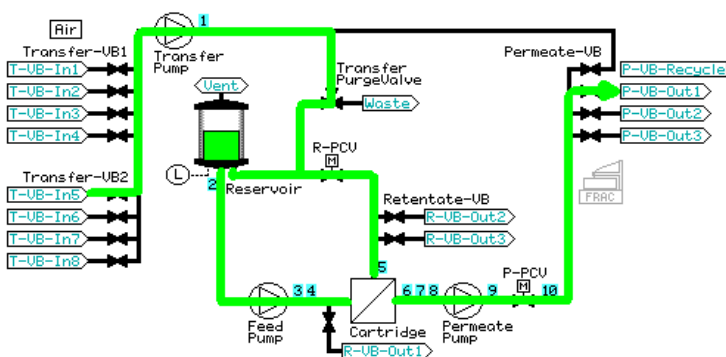 Air
1
Transfer-VB1
Transfer
Pump
Permeate-VB
T-VB-In1
T-VB-In2
T-VB-In3
T-VB-In4
Vent
Transfer
PurgeValve
Waste
P-VB-Recycle
P-VB-Out1
P-VB-Out2
P-VB-Out3
R-PCV
M
Transfer-VB2
L
2
Reservoir
FRAC
T-VB-In5
T-VB-In6
T-VB-In7
T-VB-In8
Retentate-VB
R-VB-Out2
R-VB-Out3
5
P-PCV
M
3 4
6 7 8
9
10
Feed
Pump
Cartridge
Permeate
Pump
R-VB-Out1